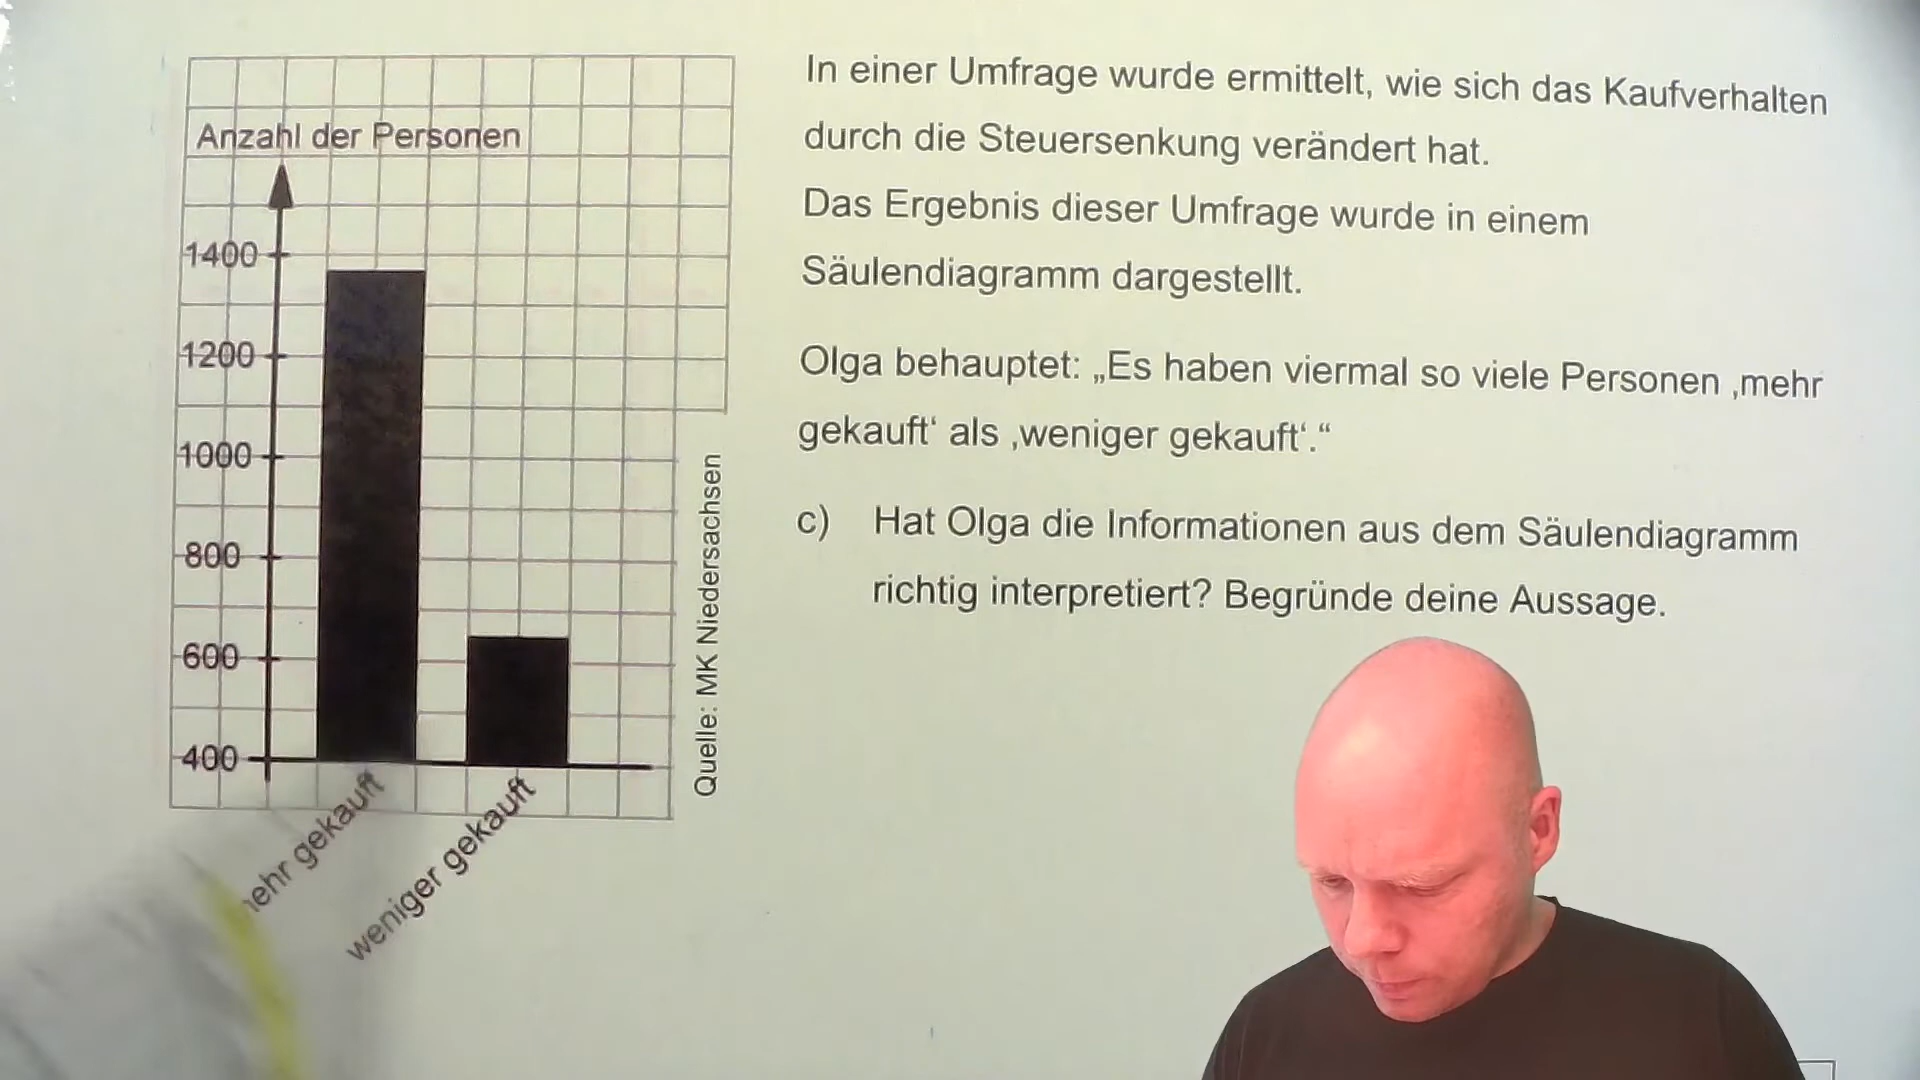 Anzahl der Personen
1400
1200
1000
800
600
400
weniger gekauft
gekauft
Quelle: MK Niedersachsen
In einer Umfrage wurde ermittelt, wie sich das Kaufverhalten
durch die Steuersenkung verändert hat.
Das Ergebnis dieser Umfrage wurde in einem
Säulendiagramm dargestellt.
Olga behauptet: „Es haben viermal so viele Personen ‚mehr
gekauft‘ als ‚weniger gekauft‘.“
c) Hat Olga die Informationen aus dem Säulendiagramm
richtig interpretiert? Begründe deine Aussage.